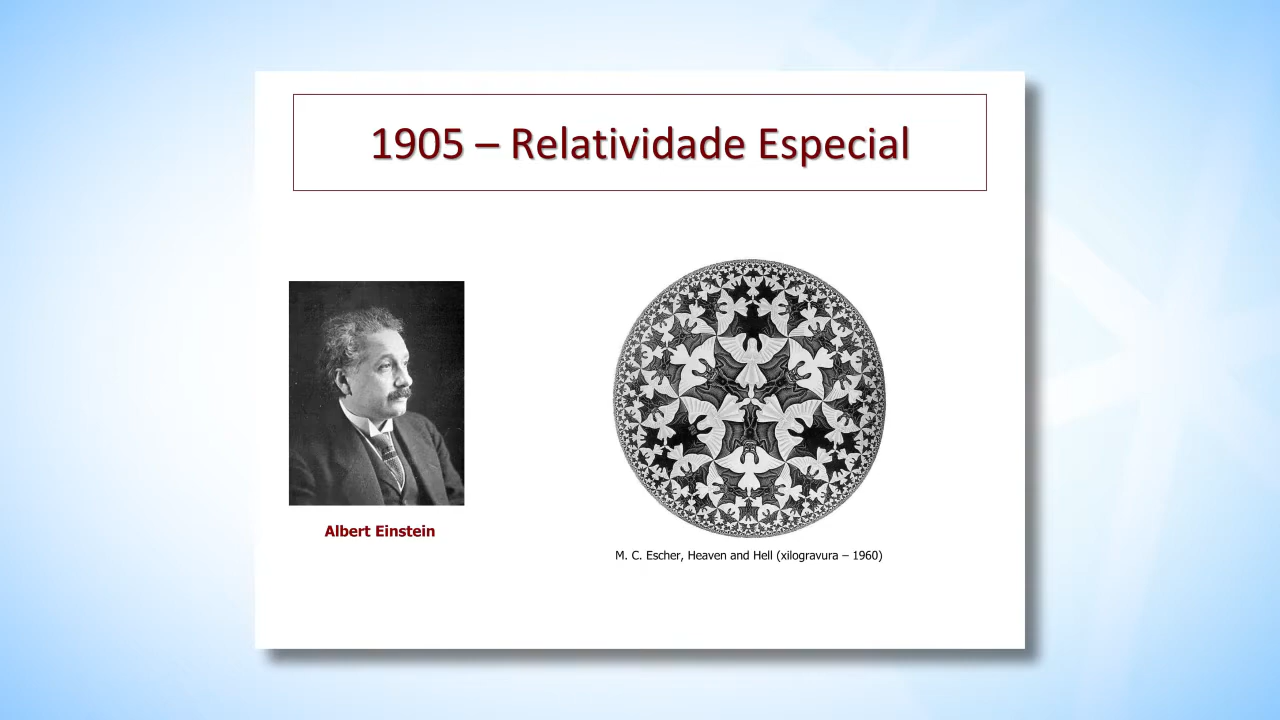 1905 – Relatividade Especial
Albert Einstein
M. C. Escher, Heaven and Hell (xilogravura – 1960)